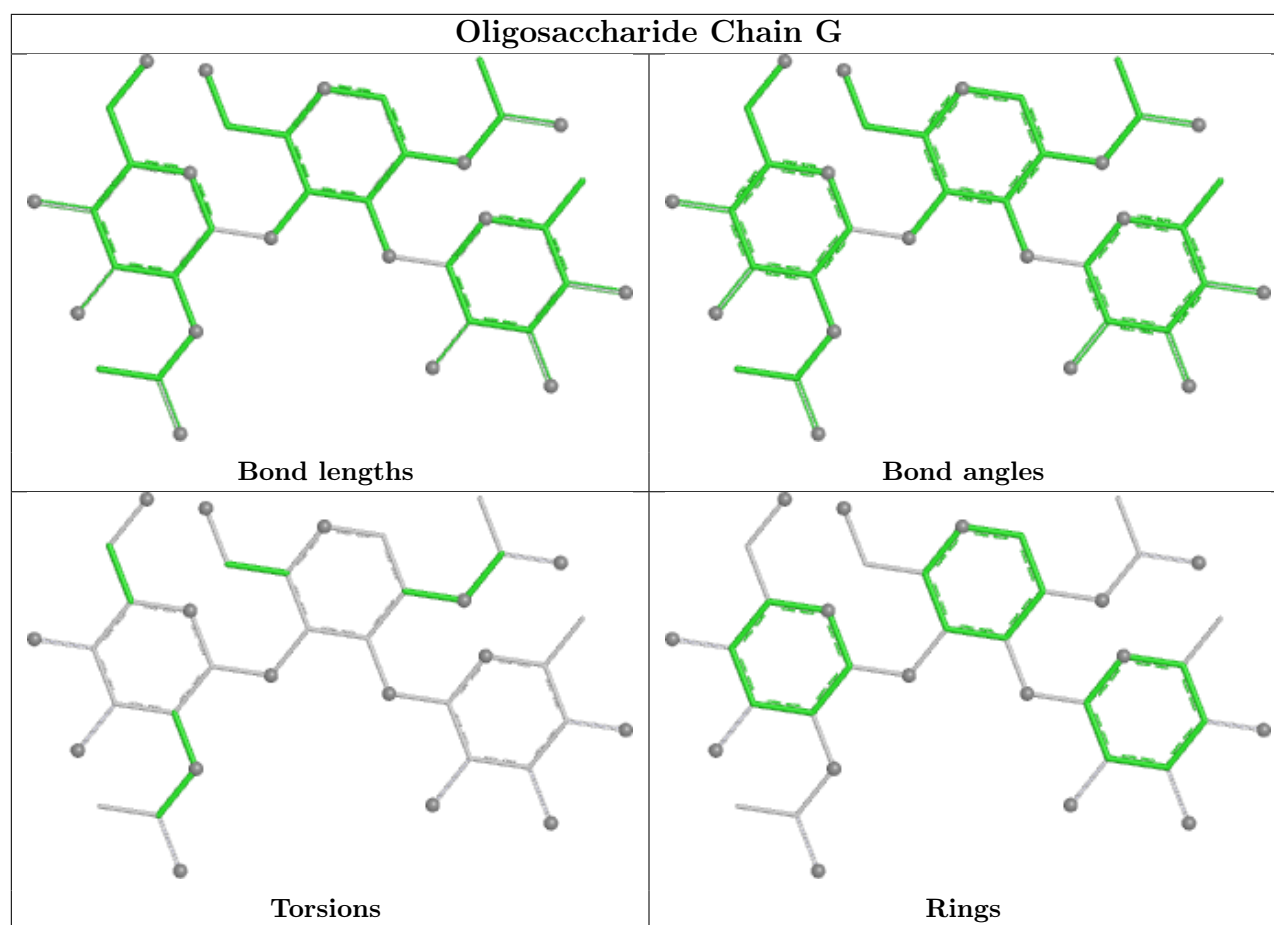 Oligosaccharide Chain G
Bond lengths
Bond angles
Torsions
Rings